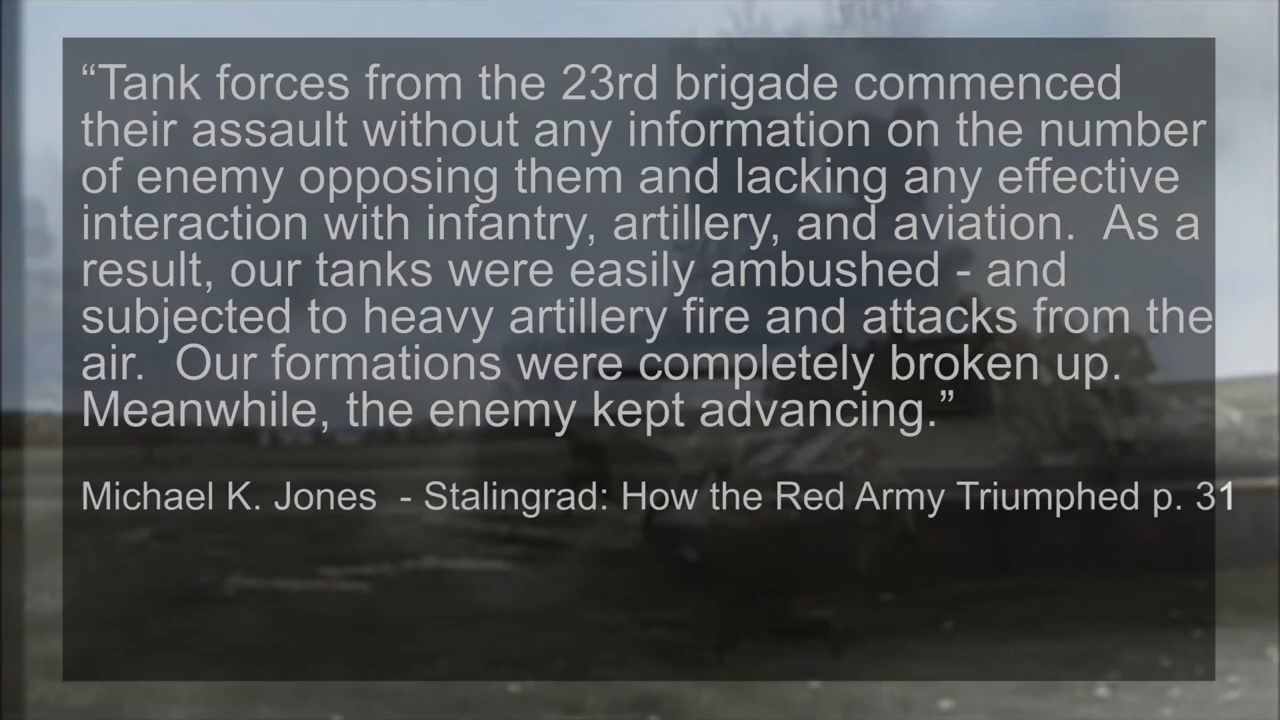 “Tank forces from the 23rd brigade commenced
their assault without any information on the number
of enemy opposing them and lacking any effective
interaction with infantry, artillery, and aviation.  As a
result, our tanks were easily ambushed - and
subjected to heavy artillery fire and attacks from the
air.  Our formations were completely broken up.
Meanwhile, the enemy kept advancing.”
Michael K. Jones  - Stalingrad: How the Red Army Triumphed p. 31